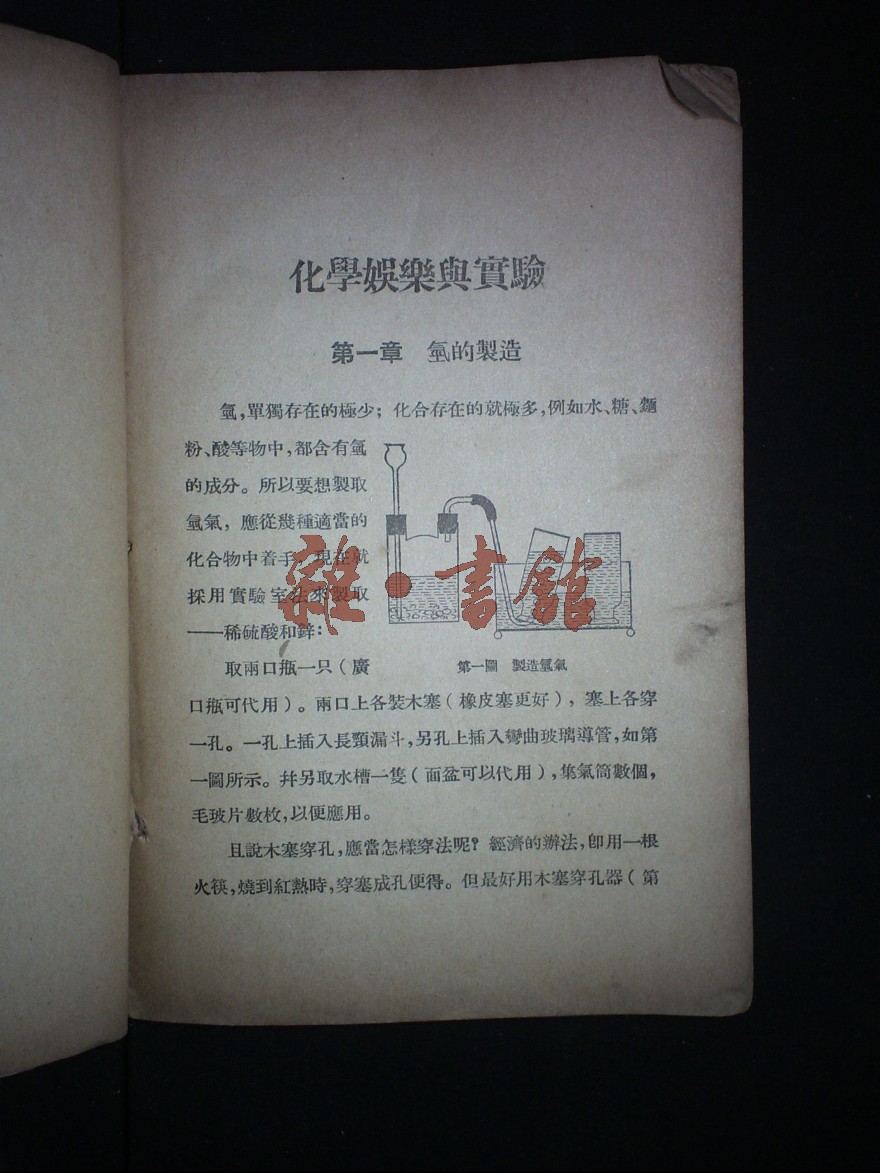 化學娛樂與實驗
第一章 氫的製造
氫,單獨存在的極少;化合存在的就極多,例如水、糖、麵
粉、酸等物中,都含有氫
的成分。所以要想製取
氫氣,應從幾種適當的
化合物中着手,現在就
採用實驗室法來製取
——稀硫酸和鋅:
第一圖 製造氫氣
取兩口瓶一只(廣
口瓶可代用)。兩口上各裝木塞(橡皮塞更好),塞上各穿
一孔。一孔上插入長頸漏斗,另孔上插入彎曲玻璃導管,如第
一圖所示。幷另取水槽一隻(面盆可以代用),集氣筒數個,
毛玻片數枚,以便應用。
且說木塞穿孔,應當怎樣穿法呢?經濟的辦法,卽用一根
火筷,燒到紅熱時,穿塞成孔便得。但最好用木塞穿孔器(第
雜·書館